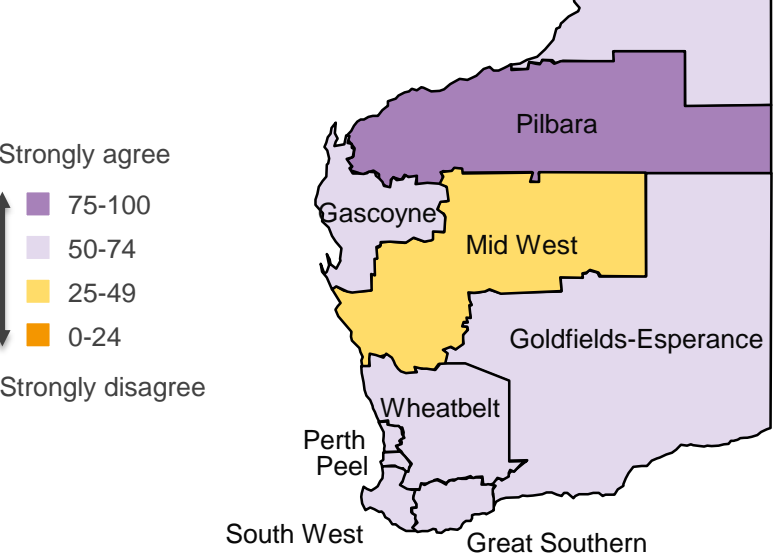 Strongly agree
75-100
50-74
25-49
0-24
Strongly disagree
Pilbara
Gascoyne
Mid West
Goldfields-Esperance
Wheatbelt
Perth
Peel
South West
Great Southern